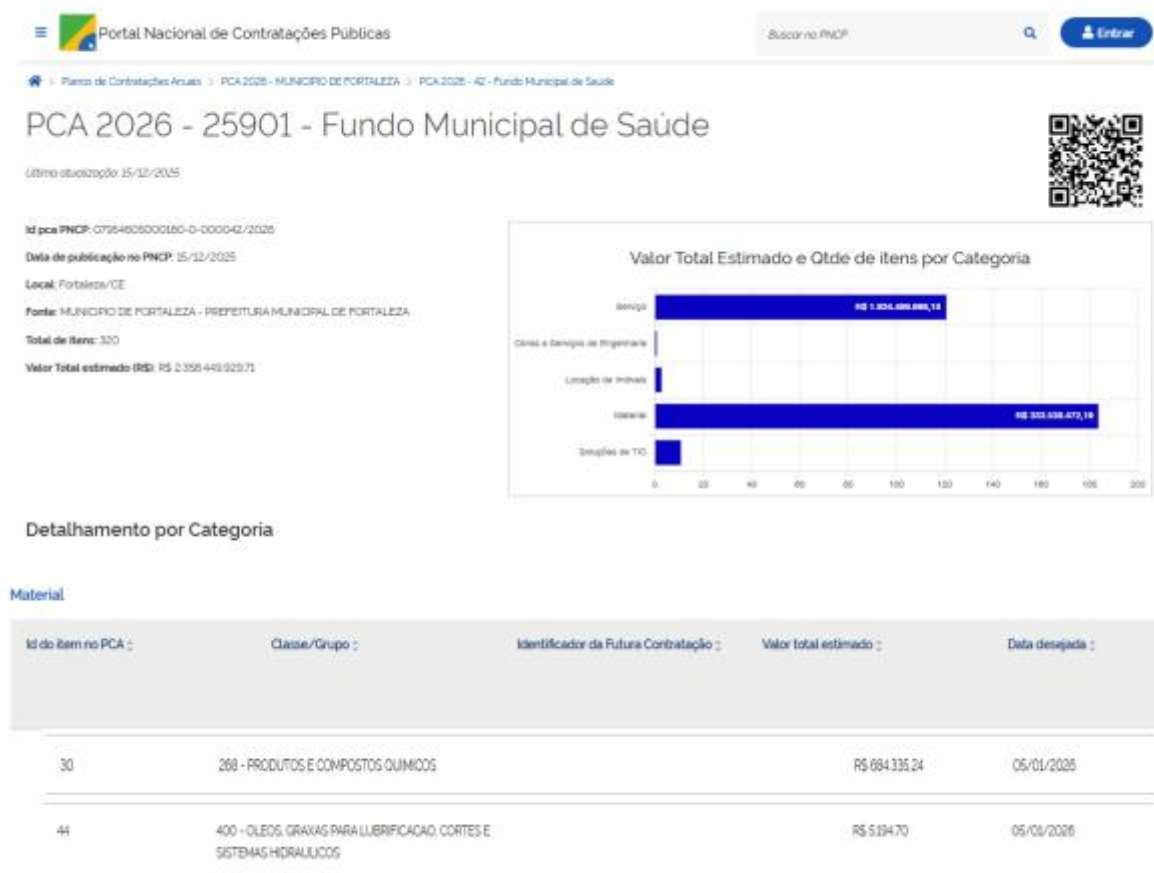 Portal Nacional de Contratações Públicas
Buscar no PNCP
Entrar
Planos de Contratações Anuais > PCA 2026 - MUNICIPIO DE FORTALEZA > PCA 2026 - 42 - Fundo Municipal de Saúde
PCA 2026 - 25901 - Fundo Municipal de Saúde
Última atualização 15/12/2025
Id pca PNCP: 07954605000160-0-000042/2026
Data de publicação no PNCP: 15/12/2025
Local: Fortaleza/CE
Fonte: MUNICIPIO DE FORTALEZA - PREFEITURA MUNICIPAL DE FORTALEZA
Total de itens: 320
Valor Total estimado (R$): R$ 2.358.449.929,71
Valor Total Estimado e Qtde de itens por Categoria
Serviço
Obras e Serviços de Engenharia
Locação de Imóveis
Material
Soluções de TIC
0 20 40 60 80 100 120 140 160 180 200
Detalhamento por Categoria
Material
Id do item no PCA Classe/Grupo Identificador da Futura Contratação Valor total estimado Data desejada
30 268 - PRODUTOS E COMPOSTOS QUIMICOS R$ 684.335,24 05/01/2026
44 400 - OLEOS, GRAXAS PARA LUBRIFICACAO, CORTES E R$ 5.194,70 05/01/2026
SISTEMAS HIDRAULICOS